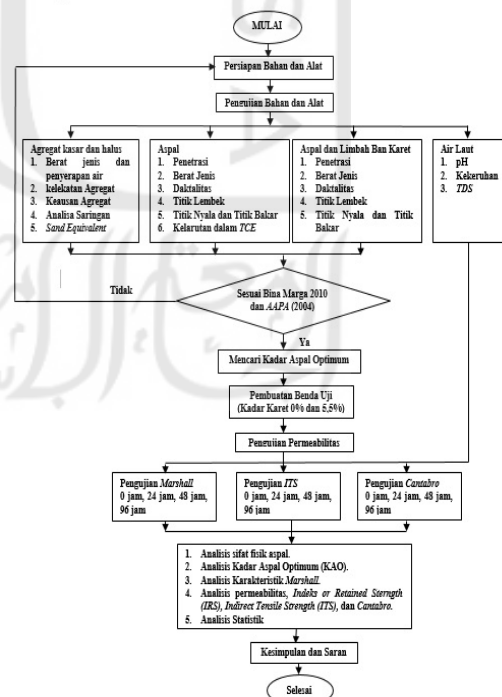 MULAI
Persiapan Bahan dan Alat
Pengujian Bahan dan Alat
Agregat kasar dan halus
1. Berat jenis dan
penyerapan air
2. kelekatan Agregat
3. Keausan Agregat
4. Analisa Saringan
5. Sand Equivalent
Aspal
1. Penetrasi
2. Berat Jenis
3. Daktalitas
4. Titik Lembek
5. Titik Nyala dan Titik Bakar
6. Kelarutan dalam TCE
Aspal dan Limbah Ban Karet
1. Penetrasi
2. Berat Jenis
3. Daktalitas
4. Titik Lembek
5. Titik Nyala dan Titik
Bakar
Air Laut
1. pH
2. Kekeruhan
3. TDS
Tidak
Sesuai Bina Marga 2010
dan AAPA (2004)
Ya
Mencari Kadar Aspal Optimum
Pembuatan Benda Uji
(Kadar Karet 0% dan 5,5%)
Pengujian Permeabilitas
Pengujian Marshall
0 jam, 24 jam, 48 jam,
96 jam
Pengujian ITS
0 jam, 24 jam, 48 jam,
96 jam
Pengujian Cantabro
0 jam, 24 jam, 48 jam,
96 jam
1. Analisis sifat fisik aspal.
2. Analisis Kadar Aspal Optimum (KAO).
3. Analisis Karakteristik Marshall.
4. Analisis permeabilitas, Indeks or Retained Sterngth
(IRS), Indirect Tensile Strength (ITS), dan Cantabro.
5. Analisis Statistik
Kesimpulan dan Saran
Selesai